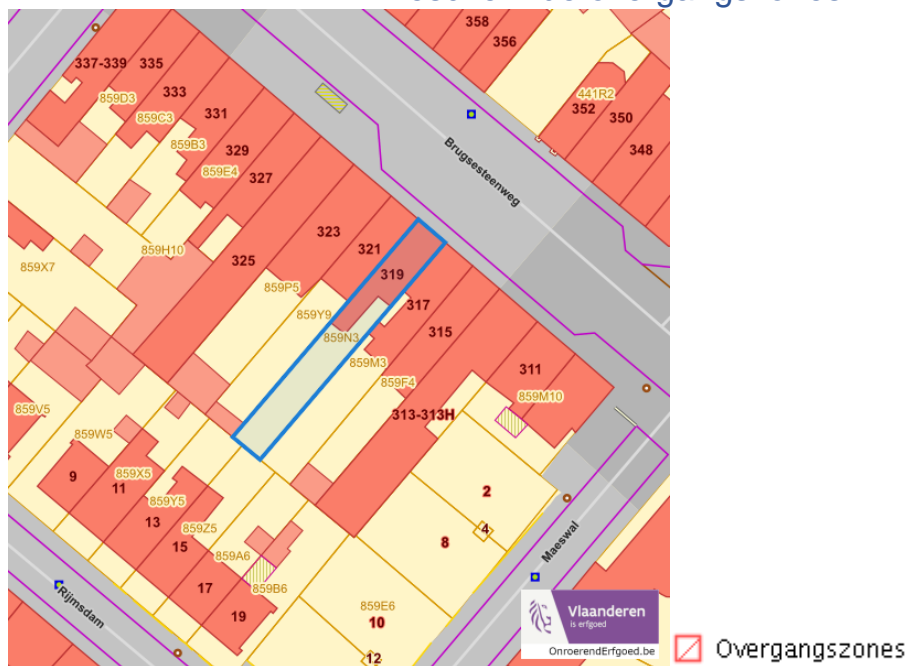 358
356
337-339
335
333
331
329
327
859D3
859C3
859B3
859E4
441R2
352
350
348
Brugsesteenweg
323
321
319
325
859H10
859X7
859P5
859Y9
859N3
317
315
859M3
859F4
311
859M10
313-313H
859V5
859W5
859X5
9
11
859Y5
13
859Z5
15
859A6
17
859B6
19
2
4
8
Maeswal
859E6
10
12
Rijmsdam
Vlaanderen
is erfgoed
OnroerendErfgoed.be
Overgangszones